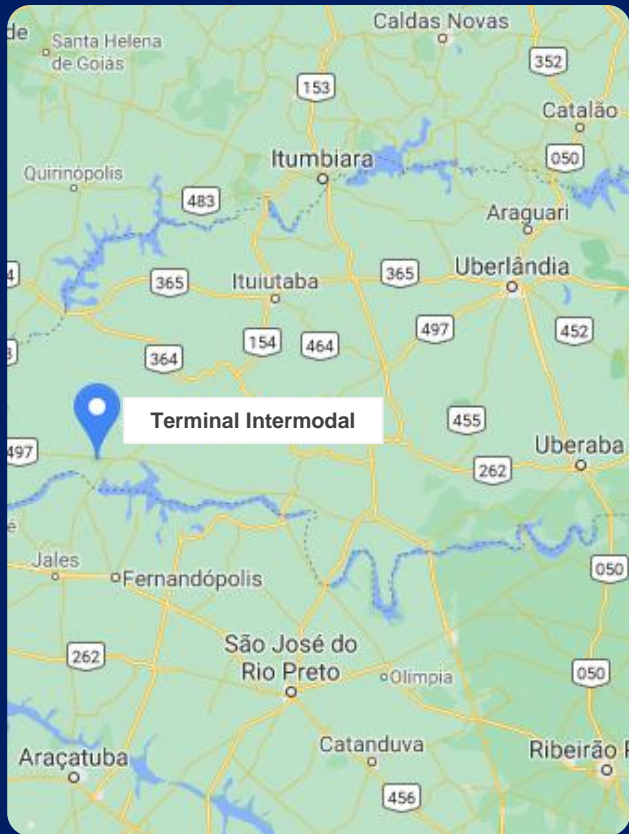 Caldas Novas
de
Santa Helena
de Goiás
352
153
Catalão
Itumbiara
050
Quirinópolis
483
Araguari
365
Ituiutaba
365
Uberlândia
497
452
154
464
364
Terminal Intermodal
455
497
Uberaba
262
é
Jales
Fernandópolis
050
262
São José do
Rio Preto
050
Olímpia
Catanduva
Ribeirão P
Araçatuba
456